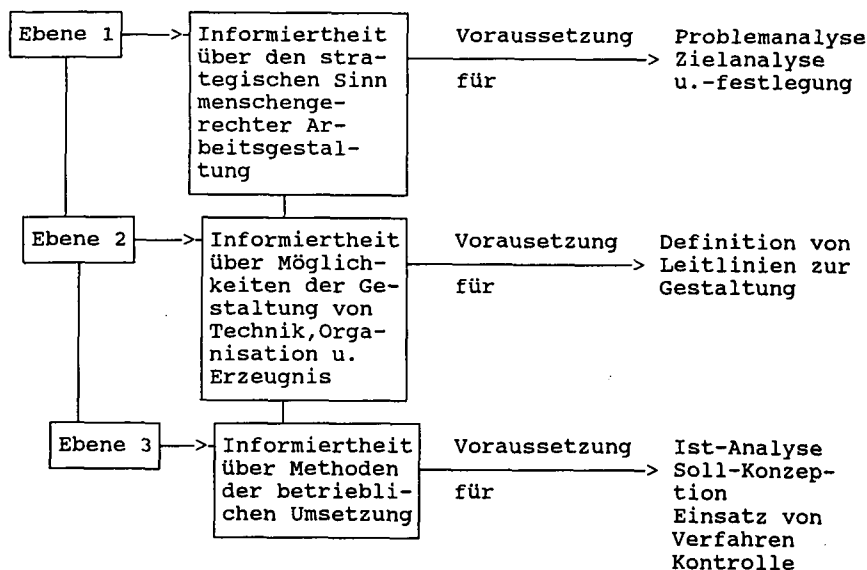 Ebene 1
Informiertheit
über den stra-
tegischen Sinn
menschenge-
rechter Ar-
beitsgestal-
tung
Voraussetzung
für
Problemanalyse
Zielanalyse
u.-festlegung
Ebene 2
Informiertheit
über Möglich-
keiten der Ge-
staltung von
Technik,Orga-
nisation u.
Erzeugnis
Vorausetzung
für
Definition von
Leitlinien zur
Gestaltung
Ebene 3
Informiertheit
über Methoden
der betriebli-
chen Umsetzung
Voraussetzung
für
Ist-Analyse
Soll-Konzep-
tion
Einsatz von
Verfahren
Kontrolle